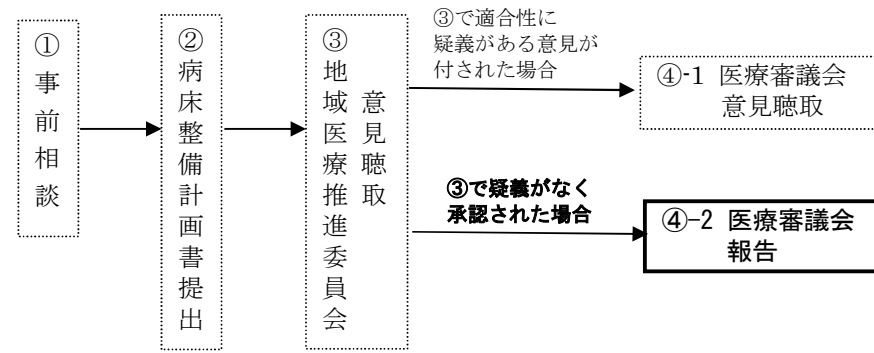 ①事前相談
②病床整備計画書提出
③地域医療推進委員会
意見聴取
③で適合性に
疑義がある意見が
付された場合
④-1 医療審議会
意見聴取
③で疑義がなく
承認された場合
④-2 医療審議会
報告